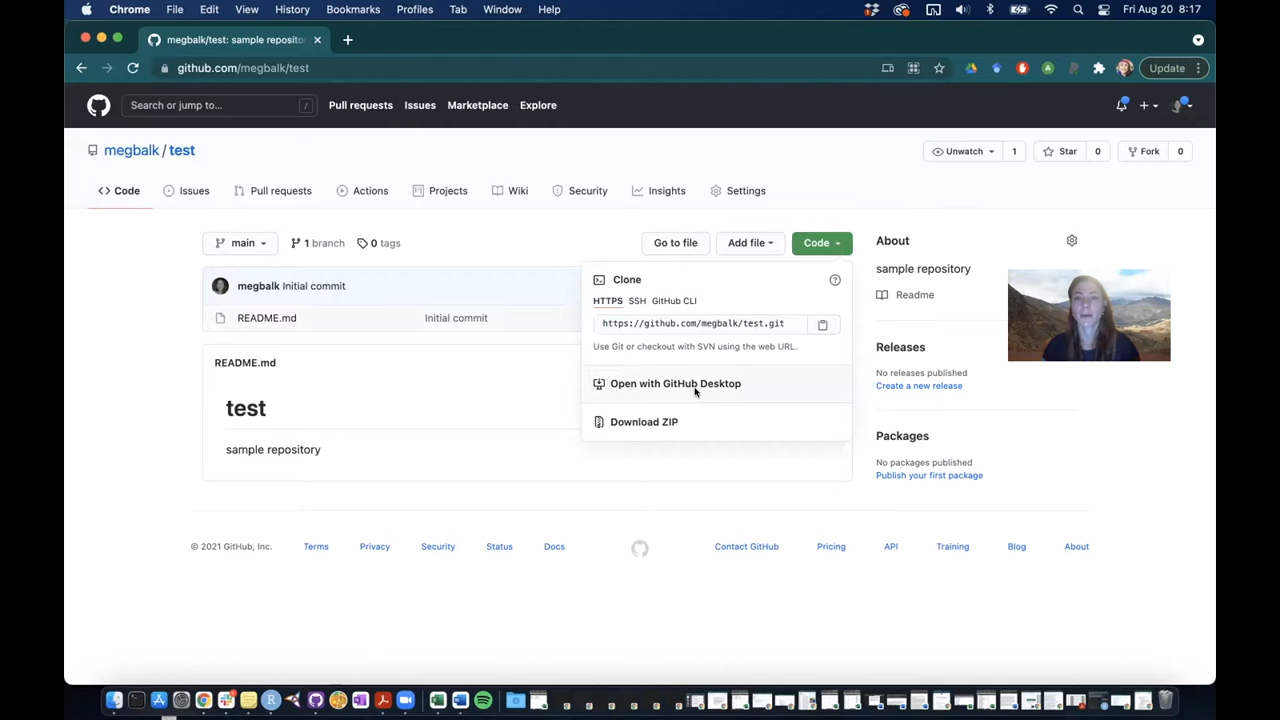 Chrome File Edit View History Bookmarks Profiles Tab Window Help Fri Aug 20 8:17
megbalk/test: sample reposito
github.com/megbalk/test Update
Search or jump to... / Pull requests Issues Marketplace Explore
megbalk / test Unwatch 1 Star 0 Fork 0
Code Issues Pull requests Actions Projects Wiki Security Insights Settings
main 1 branch 0 tags Go to file Add file Code About
sample repository
Readme
megbalk Initial commit
README.md Initial commit
Clone
HTTPS SSH GitHub CLI
https://github.com/megbalk/test.git
Use Git or checkout with SVN using the web URL.
Open with GitHub Desktop
Download ZIP
README.md
test
sample repository
Releases
No releases published
Create a new release
Packages
No packages published
Publish your first package
© 2021 GitHub, Inc. Terms Privacy Security Status Docs Contact GitHub Pricing API Training Blog About